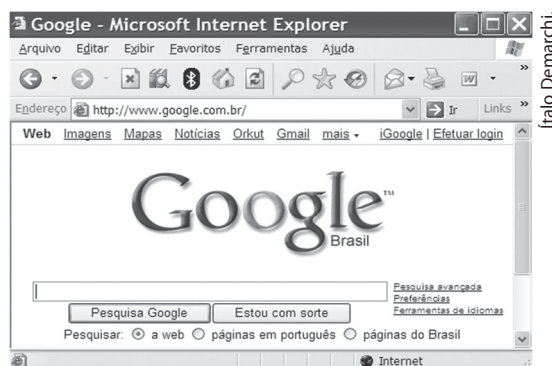 Google - Microsoft Internet Explorer
Arquivo Editar Exibir Favoritos Ferramentas Ajuda
Endereço http://www.google.com.br/ Ir Links »
Web Imagens Mapas Notícias Orkut Gmail mais iGoogle | Efetuar login
Google™
Brasil
Pesquisa avançada
Preferências
Ferramentas de idiomas
Pesquisa Google Estou com sorte
Pesquisar: a web páginas em português páginas do Brasil
Internet
Ítalo Demarchi.